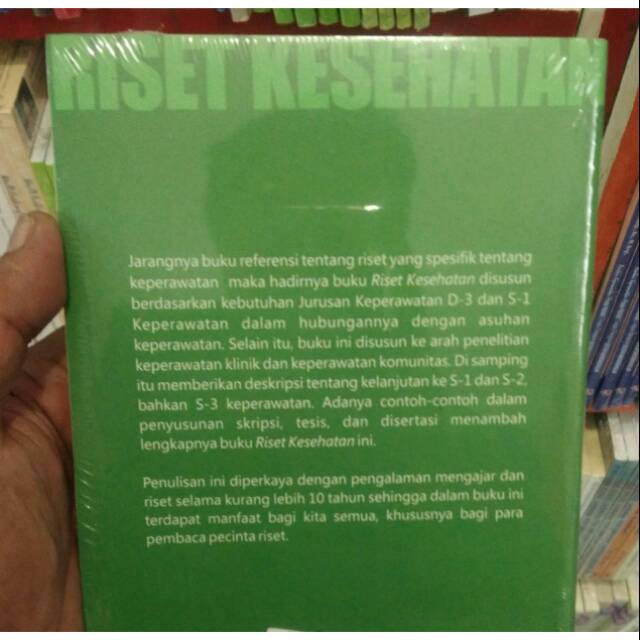 RISET KESEHATAN
Jarangnya buku referensi tentang riset yang spesifik tentang
keperawatan maka hadirnya buku Riset Kesehatan disusun
berdasarkan kebutuhan Jurusan Keperawatan D-3 dan S-1
Keperawatan dalam hubungannya dengan asuhan
keperawatan. Selain itu, buku ini disusun ke arah penelitian
keperawatan klinik dan keperawatan komunitas. Di samping
itu memberikan deskripsi tentang kelanjutan ke S-1 dan S-2,
bahkan S-3 keperawatan. Adanya contoh-contoh dalam
penyusunan skripsi, tesis, dan disertasi menambah
lengkapnya buku Riset Kesehatan ini.
Penulisan ini diperkaya dengan pengalaman mengajar dan
riset selama kurang lebih 10 tahun sehingga dalam buku ini
terdapat manfaat bagi kita semua, khususnya bagi para
pembaca pecinta riset.